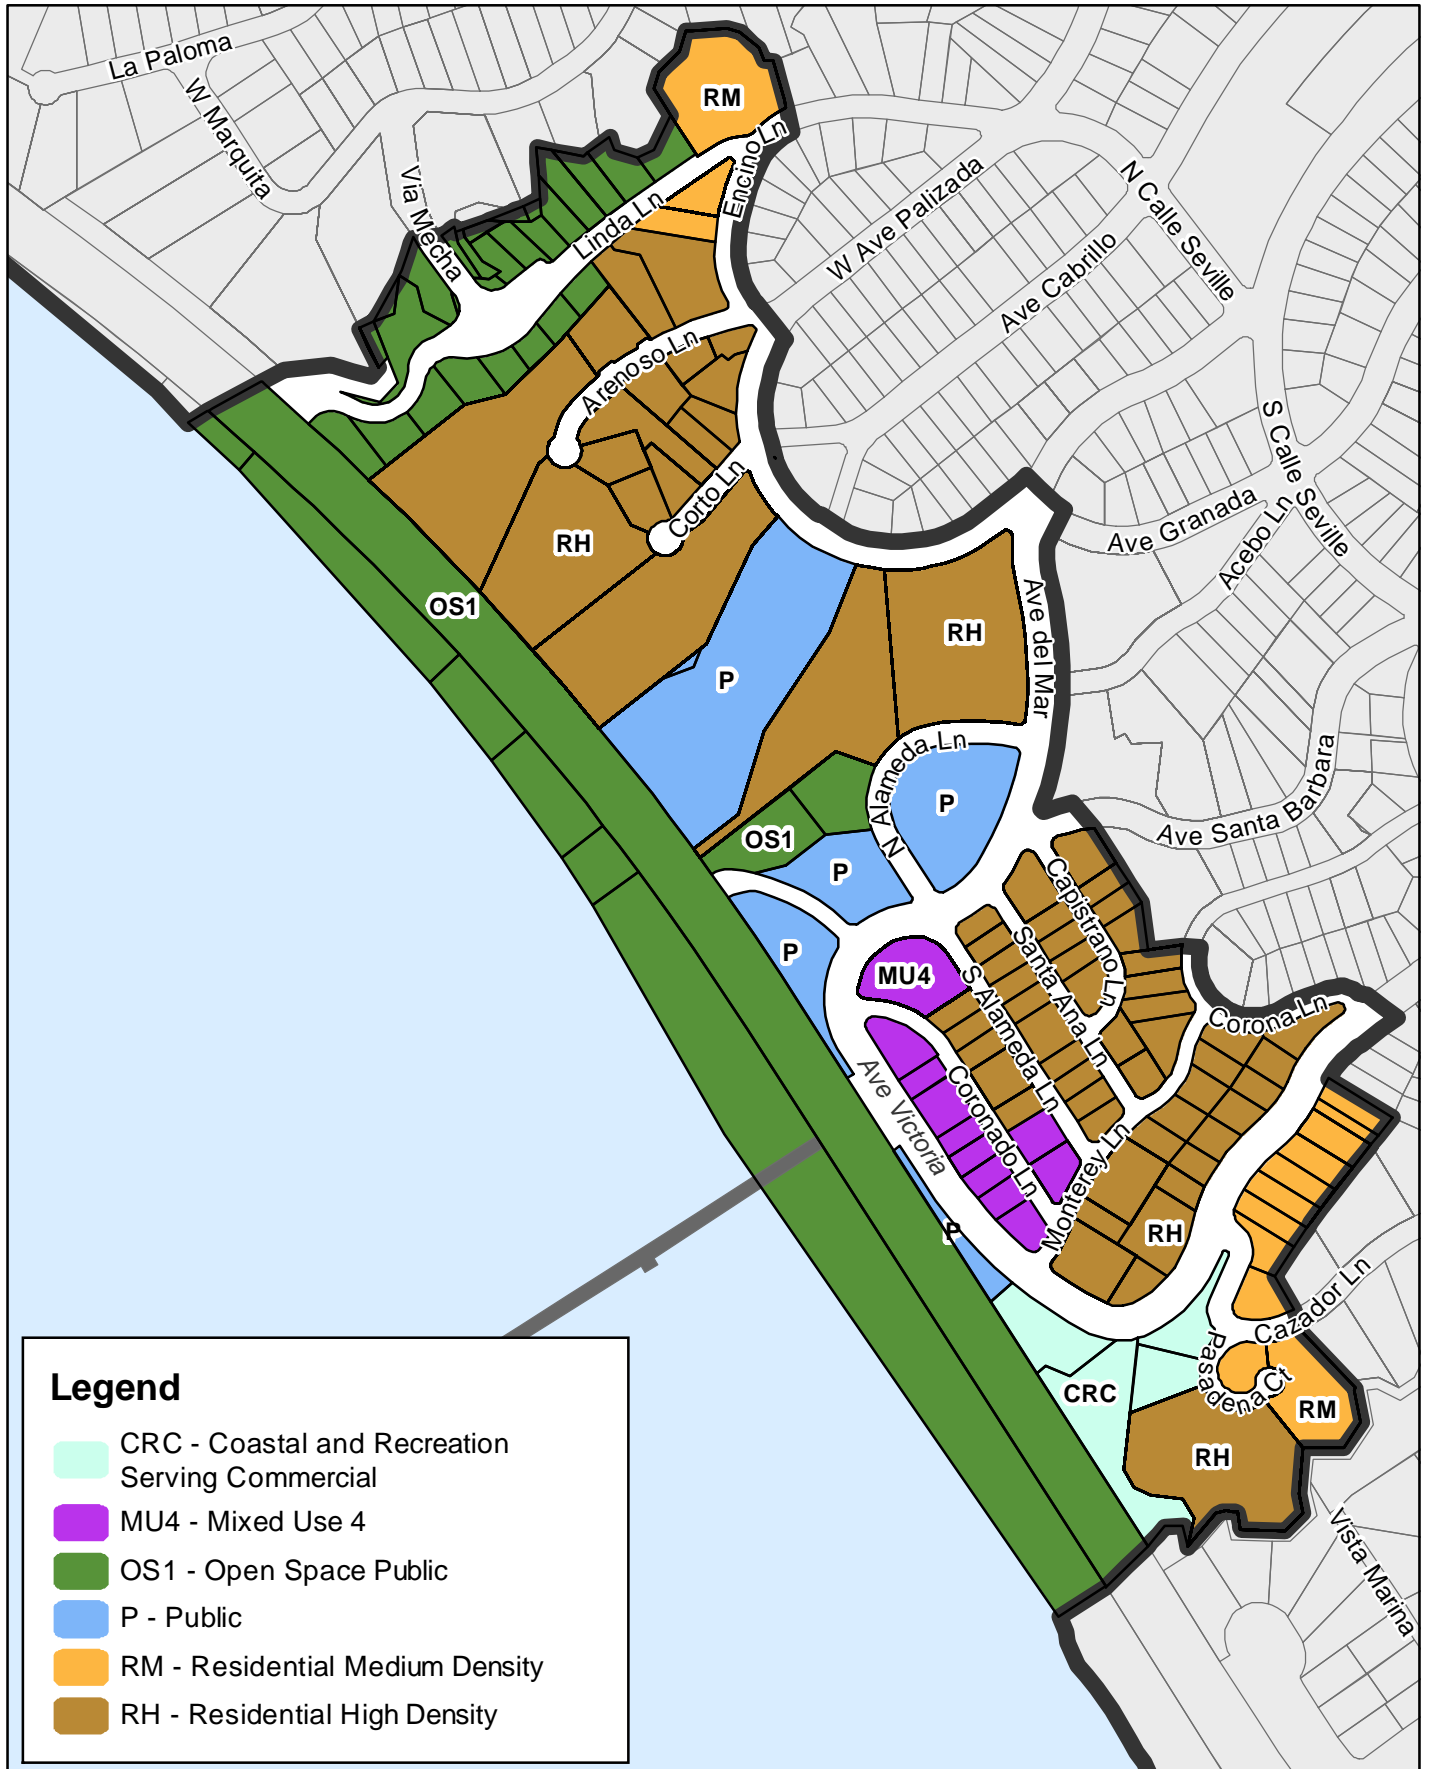 La Paloma
W Marquita
Via Mecha
RM
Encino Ln
Linda Ln
W Ave Palizada
N Calle Seville
Ave Cabrillo
Arenoso Ln
S Calle Seville
Corto Ln
Ave Granada
Acebo Ln
RH
OS1
RH
Ave del Mar
P
N Alameda Ln
P
Ave Santa Barbara
OS1
P
Capistrano Ln
P
MU4
Santa Ana Ln
S Alameda Ln
Corona Ln
Ave Victoria
Coronado Ln
Monterey Ln
P
RH
Cazador Ln
Pasadena Ct
CRC
RM
RH
Vista Marina
Legend
CRC - Coastal and Recreation
Serving Commercial
MU4 - Mixed Use 4
OS1 - Open Space Public
P - Public
RM - Residential Medium Density
RH - Residential High Density